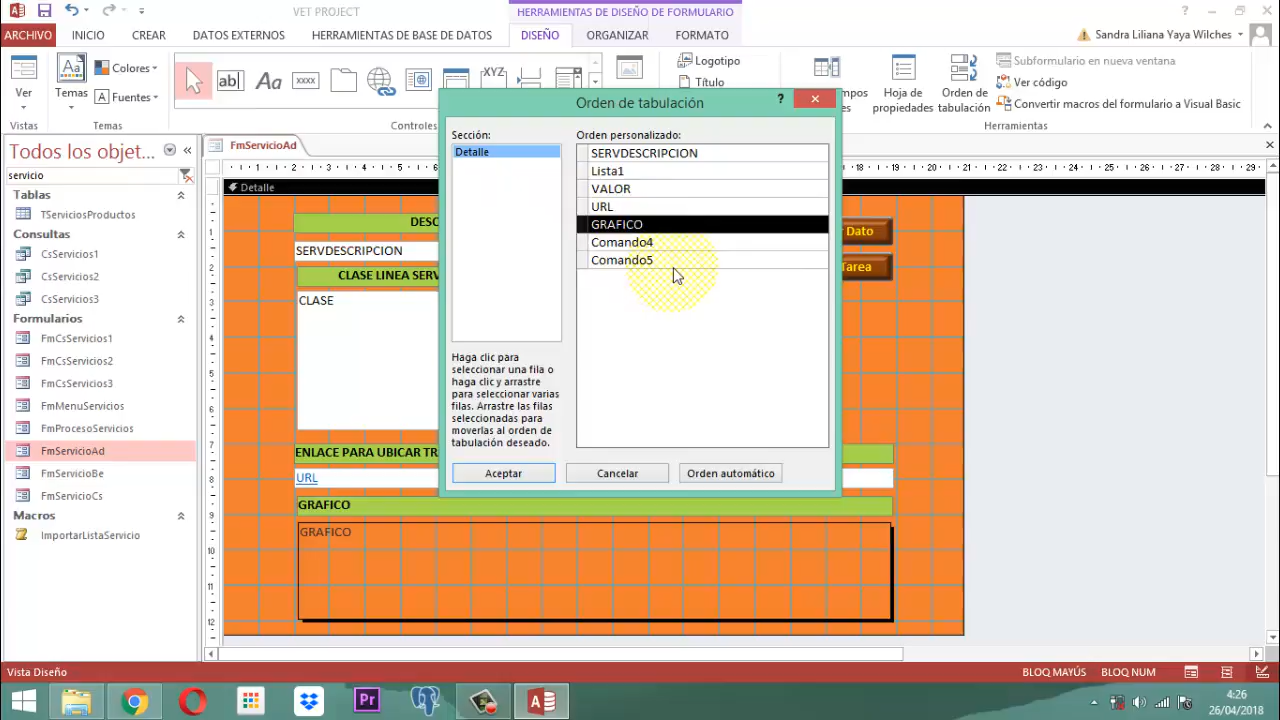 VET PROJECT
HERRAMIENTAS DE DISEÑO DE FORMULARIO
?
ARCHIVO
INICIO
CREAR
DATOS EXTERNOS
HERRAMIENTAS DE BASE DE DATOS
DISEÑO
ORGANIZAR
FORMATO
Sandra Liliana Yaya Wilches
Ver
Temas
Colores
Fuentes
ab|
Aa
xxxx
XYZ
Logotipo
Título
Hoja de
propiedades
Orden de
tabulación
Subformulario en nueva ventana
Ver código
Convertir macros del formulario a Visual Basic
Vistas
Temas
Controles
Herramientas
Todos los objet...
servicio
Tablas
TServiciosProductos
Consultas
CsServicios1
CsServicios2
CsServicios3
Formularios
FmCsServicios1
FmCsServicios2
FmCsServicios3
FmMenuServicios
FmProcesoServicios
FmServicioAd
FmServicioBe
FmServicioCs
Macros
ImportarListaServicio
FmServicioAd
Detalle
DESC
SERVDESCRIPCION
CLASE LINEA SERV
CLASE
ENLACE PARA UBICAR TR
URL
GRAFICO
GRAFICO
Dato
Tarea
Orden de tabulación
?
Sección:
Detalle
Orden personalizado:
SERVDESCRIPCION
Lista1
VALOR
URL
GRAFICO
Comando4
Comando5
Haga clic para
seleccionar una fila o
haga clic y arrastre
para seleccionar varias
filas. Arrastre las filas
seleccionadas para
moverlas al orden de
tabulación deseado.
Aceptar
Cancelar
Orden automático
Vista Diseño
BLOQ MAYÚS
BLOQ NUM
Pr
4:26
26/04/2018